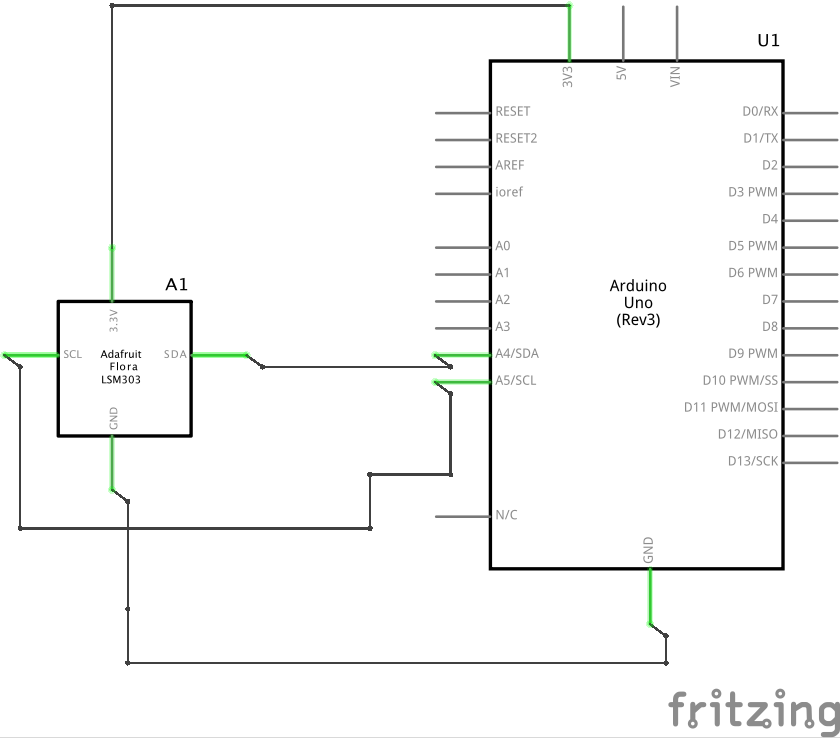 U1
3V3
5V
VIN
RESET
RESET2
AREF
ioref
A0
A1
A2
A3
A4/SDA
A5/SCL
N/C
D0/RX
D1/TX
D2
D3 PWM
D4
D5 PWM
D6 PWM
D7
D8
D9 PWM
D10 PWM/SS
D11 PWM/MOSI
D12/MISO
D13/SCK
GND
Arduino
Uno
(Rev3)
A1
3.3V
SCL
SDA
Adafruit
Flora
LSM303
GND
fritzing